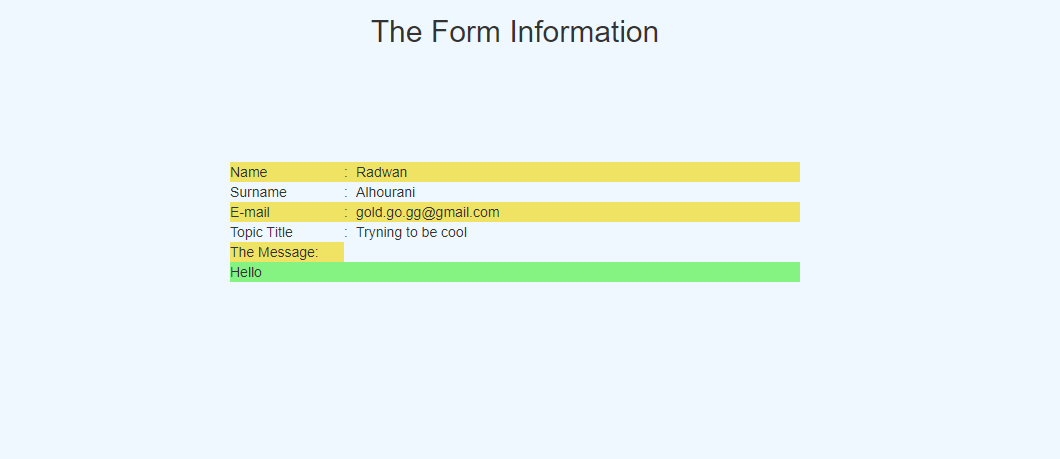 The Form Information
Name : Radwan
Surname : Alhourani
E-mail : gold.go.gg@gmail.com
Topic Title : Tryning to be cool
The Message:
Hello